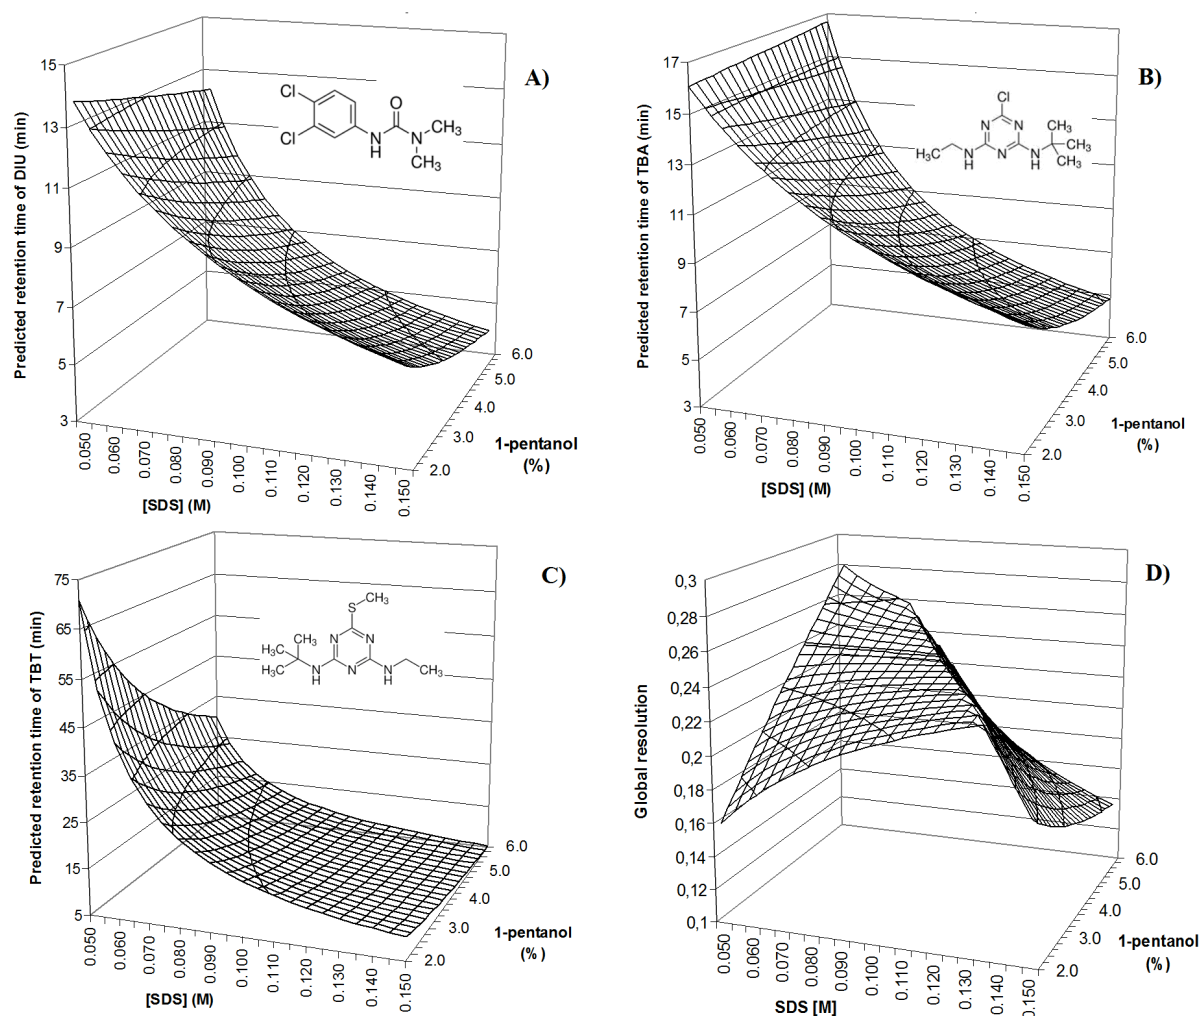 A)
Predicted retention time of DIU (min)
15
13
11
9
7
5
3
Cl
Cl
O
N
H
N
CH3
CH3
0.050
0.060
0.070
0.080
0.090
0.100
0.110
0.120
0.130
0.140
0.150
[SDS] (M)
2.0
3.0
4.0
5.0
6.0
1-pentanol
(%)
B)
Predicted retention time of TBA (min)
17
15
13
11
9
7
5
3
Cl
N
N
N
H3C
NH
H
N
H
CH3
CH3
CH3
0.050
0.060
0.070
0.080
0.090
0.100
0.110
0.120
0.130
0.140
0.150
[SDS] (M)
2.0
3.0
4.0
5.0
6.0
1-pentanol
(%)
C)
Predicted retention time of TBT (min)
75
65
55
45
35
25
15
5
S
CH3
CH3
H3C
H3C
N
N
N
NH
N
H
CH3
0.050
0.060
0.070
0.080
0.090
0.100
0.110
0.120
0.130
0.140
0.150
[SDS] (M)
2.0
3.0
4.0
5.0
6.0
1-pentanol
(%)
D)
Global resolution
0,3
0,28
0,26
0,24
0,22
0,2
0,18
0,16
0,14
0,12
0,1
0.050
0.060
0.070
0.080
0.090
0.100
0.110
0.120
0.130
0.140
0.150
SDS [M]
2.0
3.0
4.0
5.0
6.0
1-pentanol
(%)